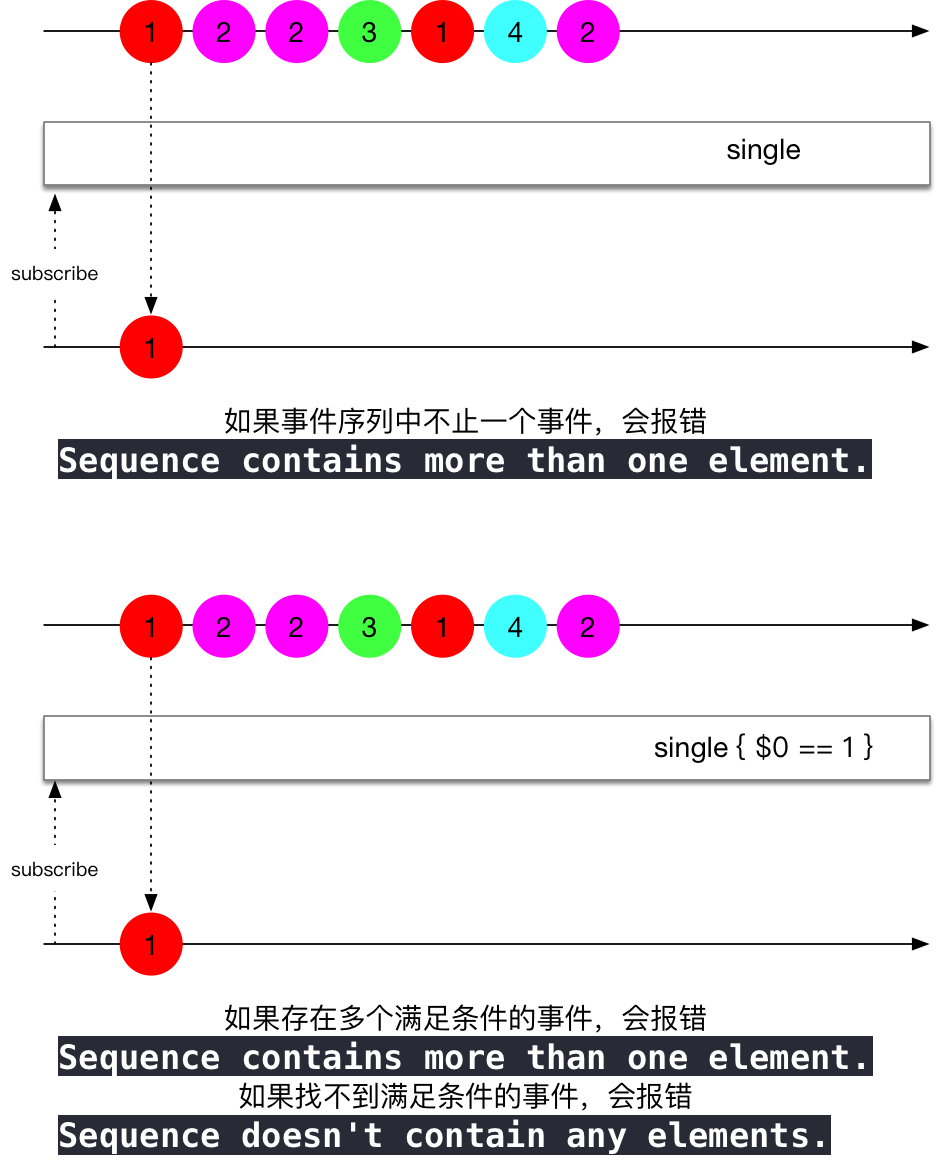 1 2 2 3 1 4 2
single
subscribe
1
如果事件序列中不止一个事件，会报错
Sequence contains more than one element.
1 2 2 3 1 4 2
single { $0 == 1 }
subscribe
1
如果存在多个满足条件的事件，会报错
Sequence contains more than one element.
如果找不到满足条件的事件，会报错
Sequence doesn't contain any elements.